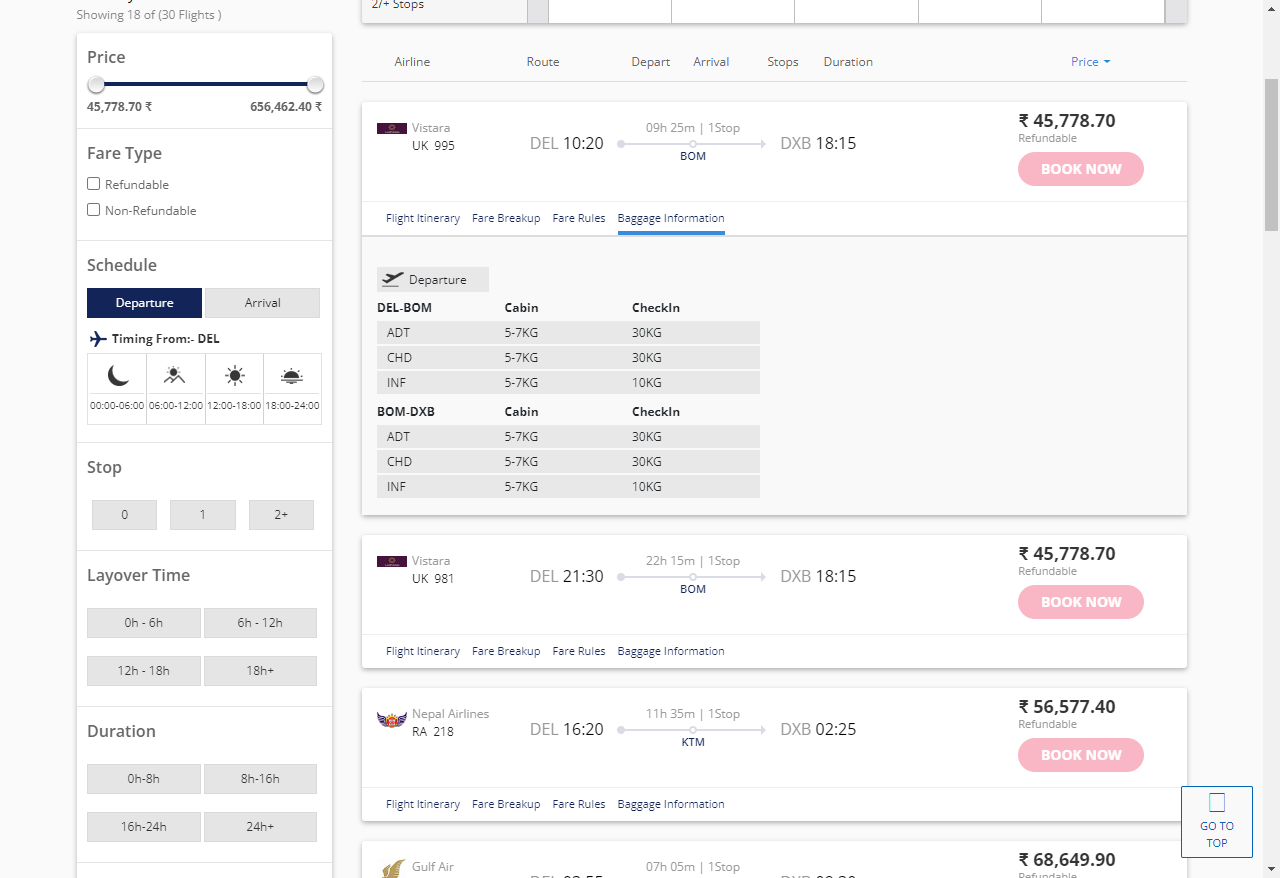 Showing 18 of (30 Flights )
Price
45,778.70 ₹ 656,462.40 ₹
Fare Type
Refundable
Non-Refundable
Schedule
Departure Arrival
Timing From:- DEL
00:00-06:00 06:00-12:00 12:00-18:00 18:00-24:00
Stop
0 1 2+
Layover Time
0h - 6h 6h - 12h
12h - 18h 18h+
Duration
0h-8h 8h-16h
16h-24h 24h+
2/+ Stops
Airline Route Depart Arrival Stops Duration Price
Vistara
UK 995
DEL 10:20
09h 25m | 1Stop
BOM
DXB 18:15
₹ 45,778.70
Refundable
BOOK NOW
Flight Itinerary Fare Breakup Fare Rules Baggage Information
Departure
DEL-BOM Cabin CheckIn
ADT 5-7KG 30KG
CHD 5-7KG 30KG
INF 5-7KG 10KG
BOM-DXB Cabin CheckIn
ADT 5-7KG 30KG
CHD 5-7KG 30KG
INF 5-7KG 10KG
Vistara
UK 981
DEL 21:30
22h 15m | 1Stop
BOM
DXB 18:15
₹ 45,778.70
Refundable
BOOK NOW
Flight Itinerary Fare Breakup Fare Rules Baggage Information
Nepal Airlines
RA 218
DEL 16:20
11h 35m | 1Stop
KTM
DXB 02:25
₹ 56,577.40
Refundable
BOOK NOW
Flight Itinerary Fare Breakup Fare Rules Baggage Information
Gulf Air
07h 05m | 1Stop
₹ 68,649.90
Refundable
GO TO
TOP